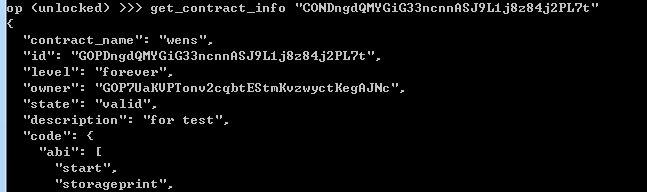 op (unlocked) >>> get_contract_info "CONDngdQMYGiG33ncnnASJ9L1j8z84j2PL7t"
{
"contract_name": "wens",
"id": "GOPDngdQMYGiG33ncnnASJ9L1j8z84j2PL7t",
"level": "forever",
"owner": "GOP7UaKVPTonv2cqbtEStmKvzwyctKegAJNc",
"state": "valid",
"description": "for test",
"code": {
"abi": [
"start",
"storageprint",